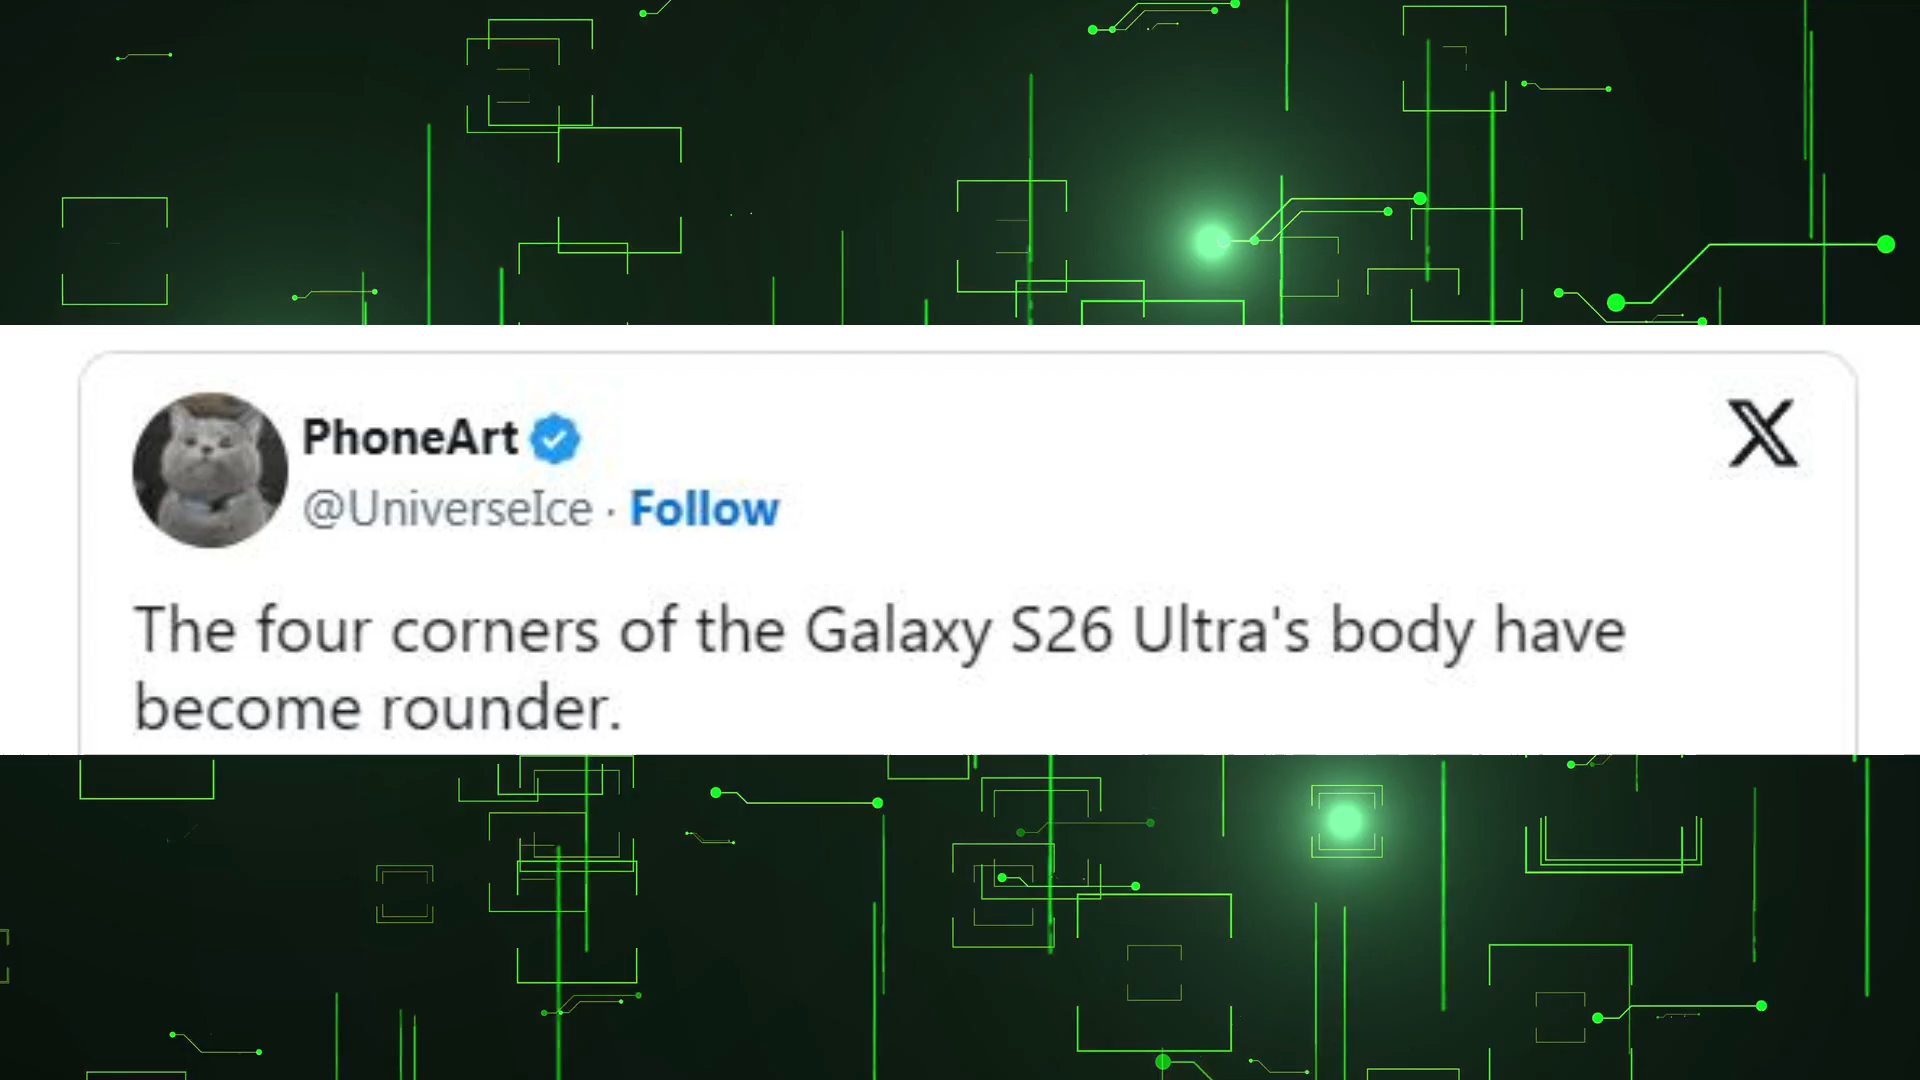 PhoneArt
@UniverseIce · Follow
The four corners of the Galaxy S26 Ultra's body have
become rounder.